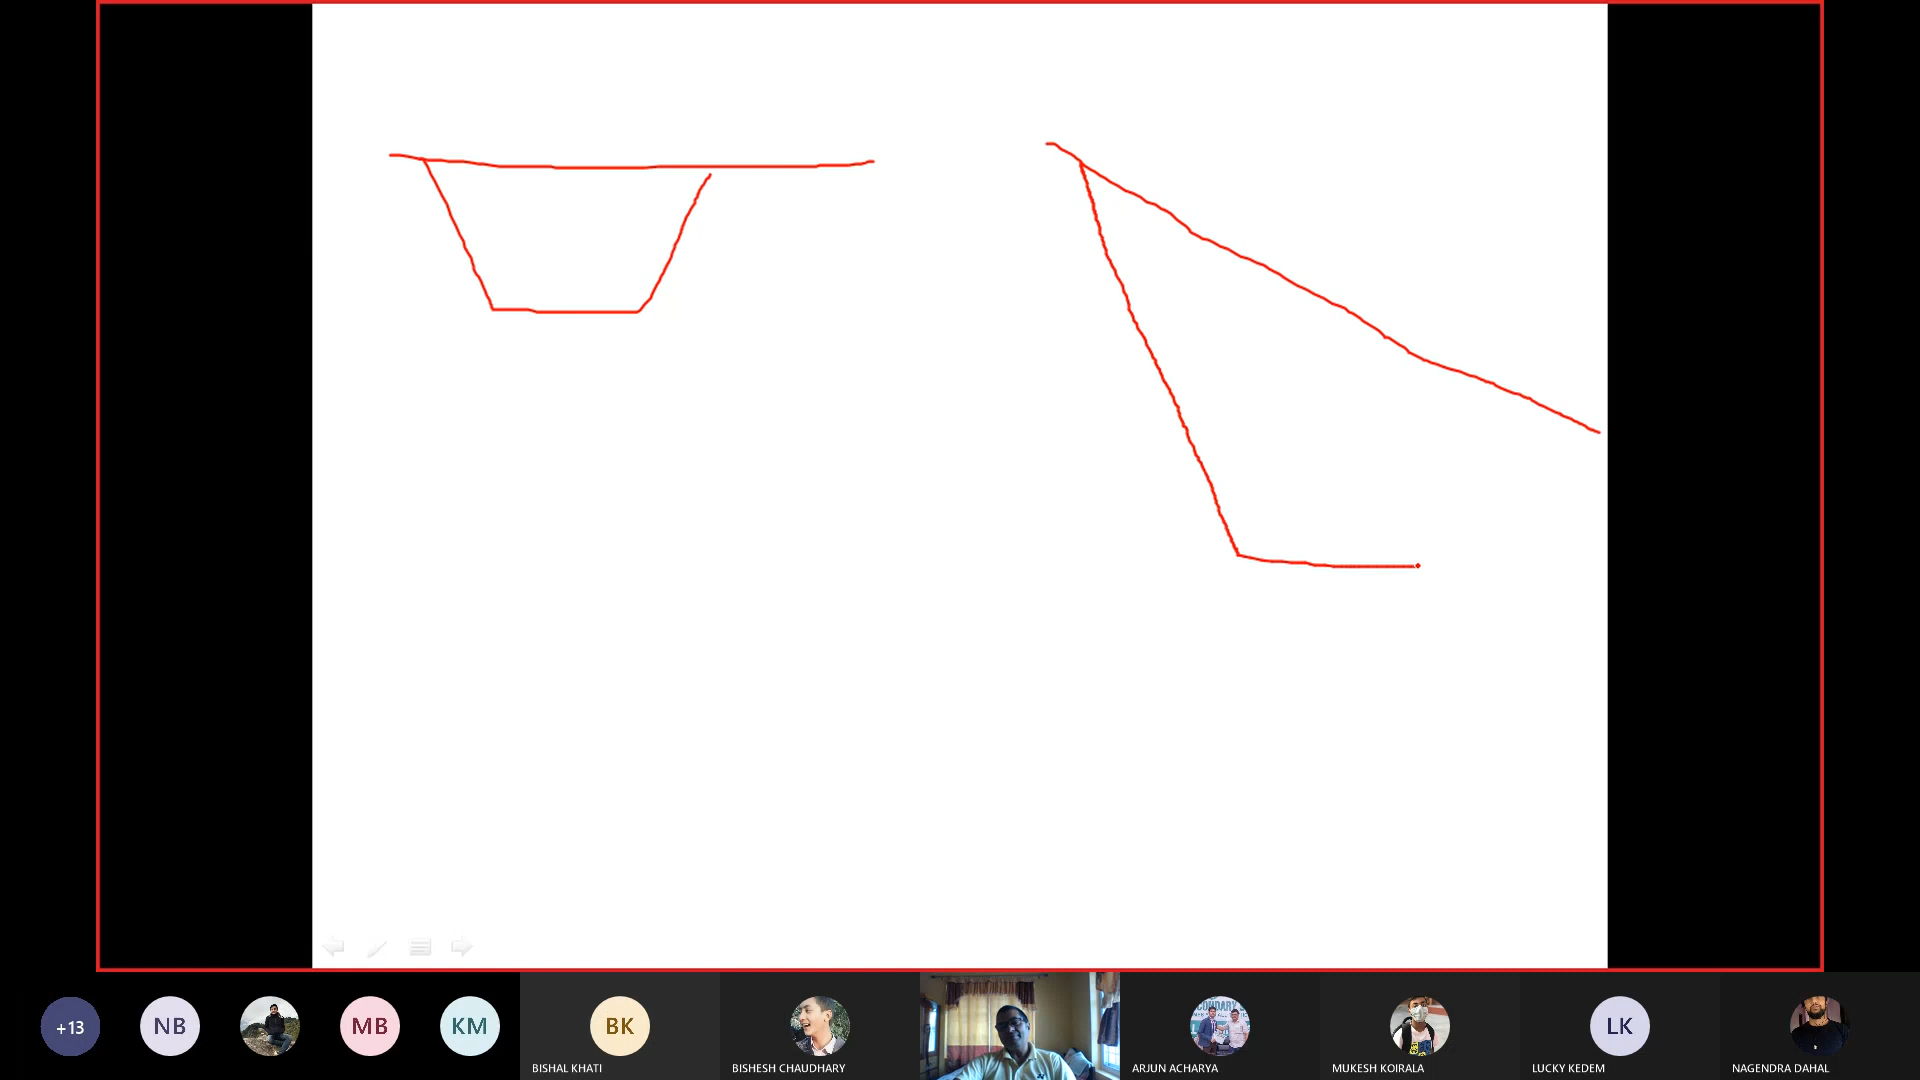 +13
NB
MB
KM
BK
LK
BISHAL KHATI
BISHESH CHAUDHARY
ARJUN ACHARYA
MUKESH KOIRALA
LUCKY KEDEM
NAGENDRA DAHAL